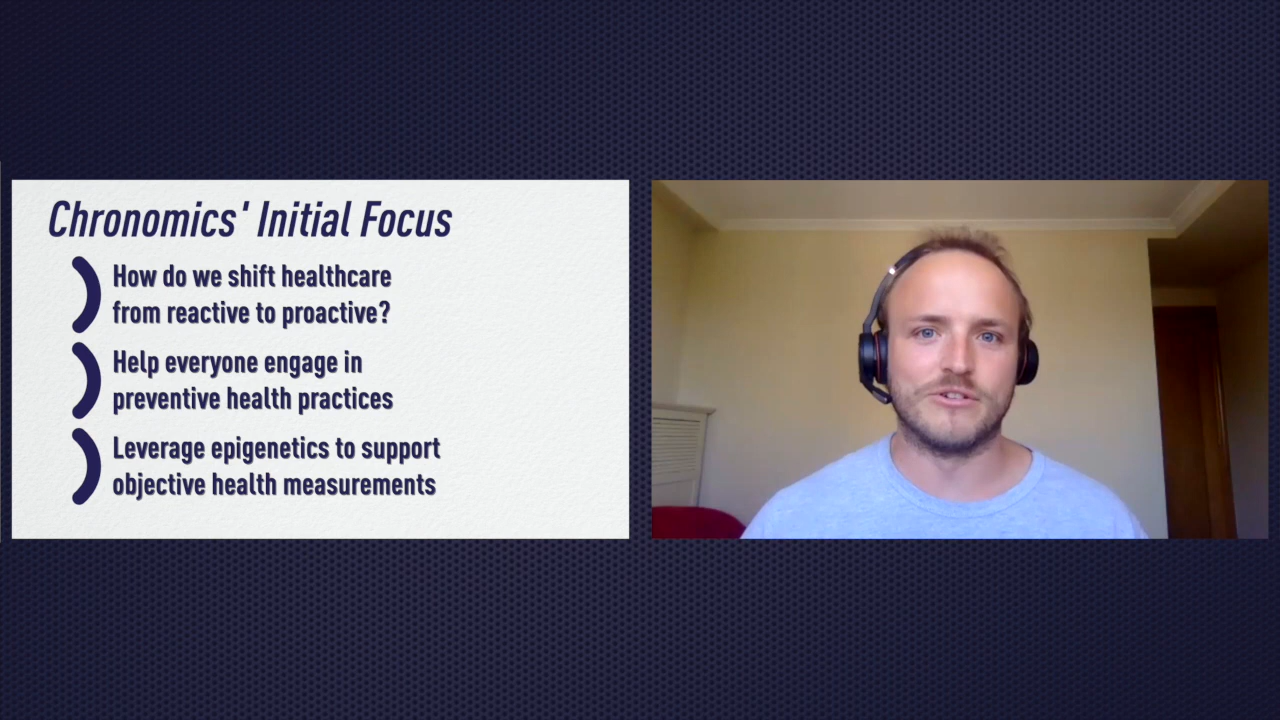 Chronomics' Initial Focus
How do we shift healthcare
from reactive to proactive?
Help everyone engage in
preventive health practices
Leverage epigenetics to support
objective health measurements